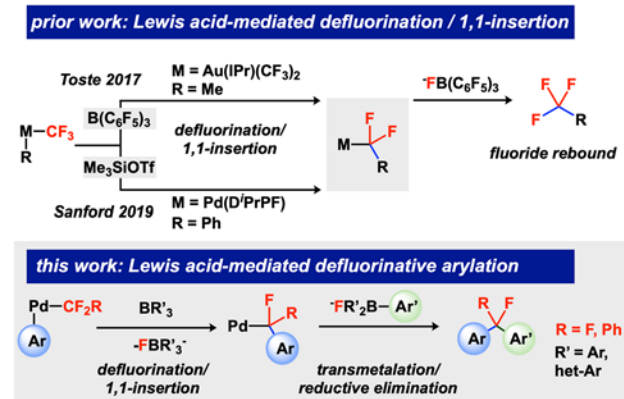 prior work: Lewis acid-mediated defluorination / 1,1-insertion
Toste 2017
M = Au(IPr)(CF3)2
R = Me
B(C6F5)3
M
CF3
R
defluorination/
1,1-insertion
Me3SiOTf
Sanford 2019
M = Pd(DiPrPF)
R = Ph
F
F
M
R
-FB(C6F5)3
F
F
F
R
fluoride rebound
this work: Lewis acid-mediated defluorinative arylation
Pd
CF2R
Ar
BR'3
-FBR'3-
defluorination/
1,1-insertion
F
R
Pd
Ar
-FR'2B
Ar'
transmetalation/
reductive elimination
R
F
Ar
Ar'
R = F, Ph
R' = Ar,
het-Ar